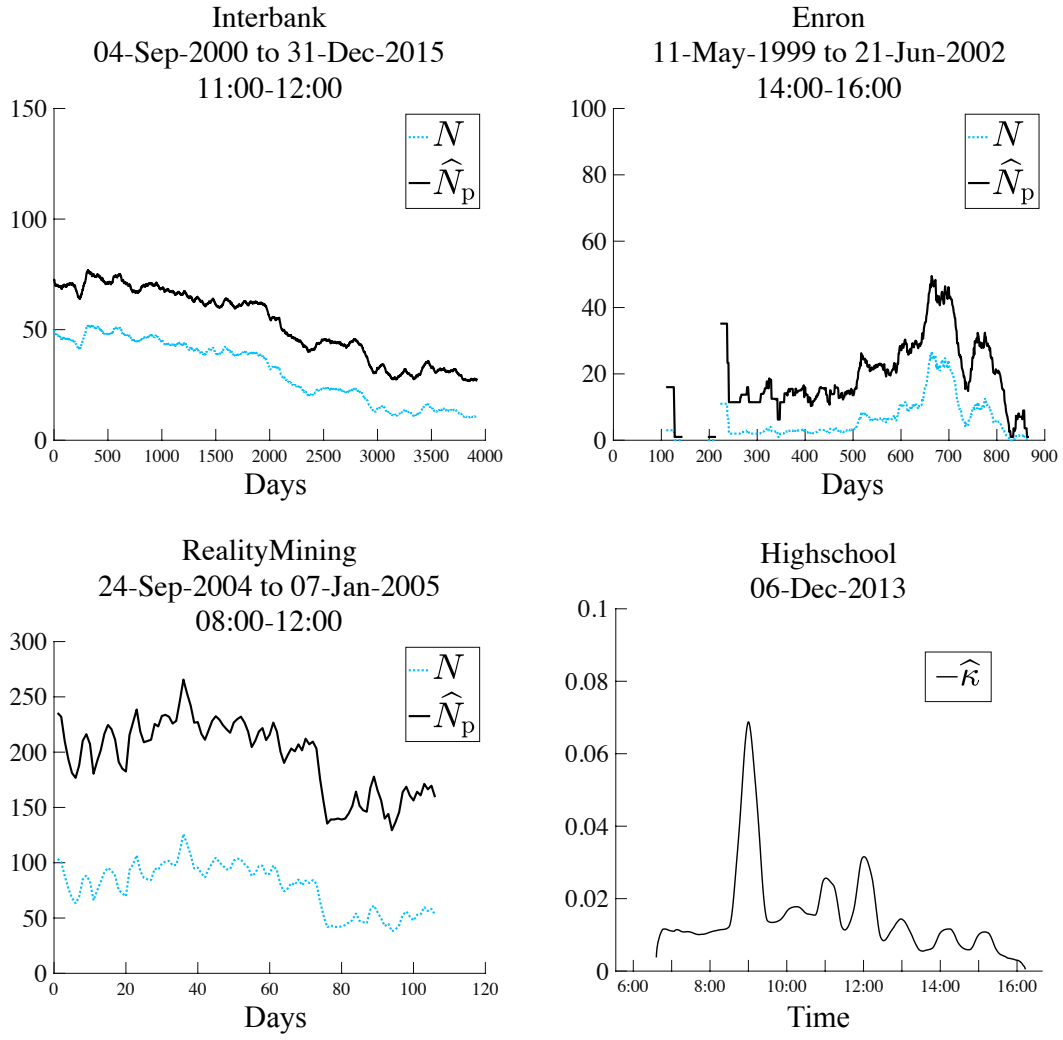 Interbank
04-Sep-2000 to 31-Dec-2015
11:00-12:00
150
100
50
0
0 500 1000 1500 2000 2500 3000 3500 4000
Days
N
N̂p
Enron
11-May-1999 to 21-Jun-2002
14:00-16:00
100
80
60
40
20
0
0 100 200 300 400 500 600 700 800 900
Days
N
N̂p
RealityMining
24-Sep-2004 to 07-Jan-2005
08:00-12:00
300
250
200
150
100
50
0
0 20 40 60 80 100 120
Days
N
N̂p
Highschool
06-Dec-2013
0.1
0.08
0.06
0.04
0.02
0
6:00 8:00 10:00 12:00 14:00 16:00
Time
κ̂